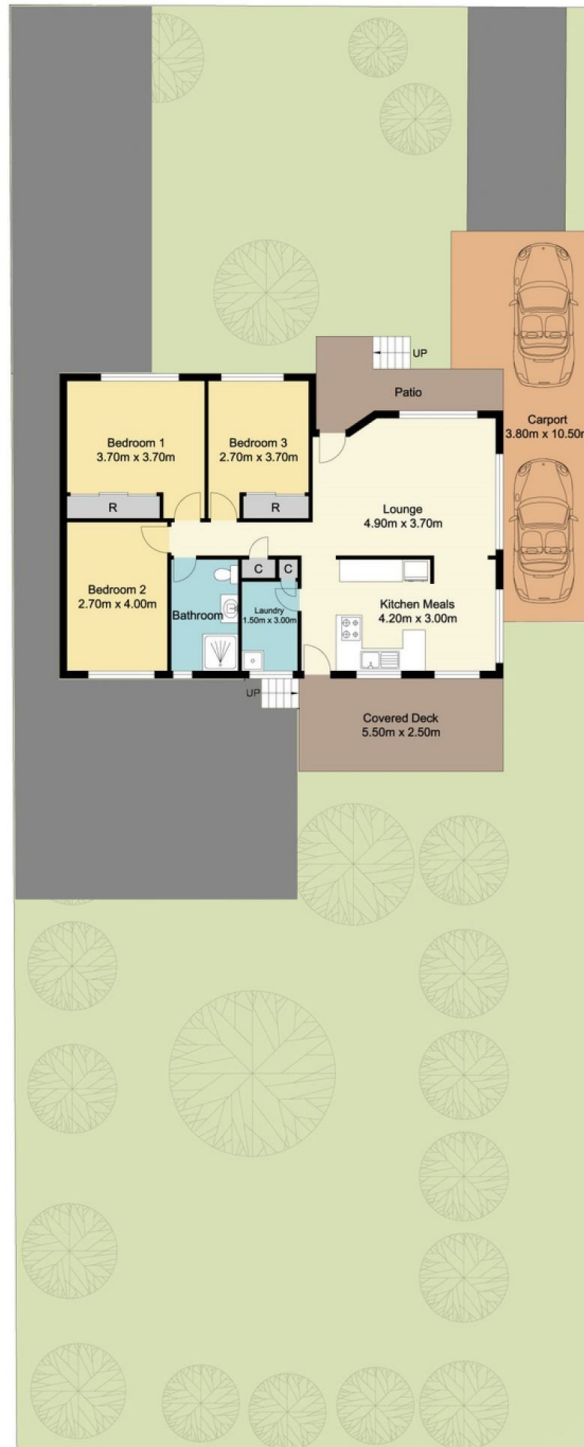 UP
Patio
Carport
3.80m x 10.50m
Bedroom 1
3.70m x 3.70m
Bedroom 3
2.70m x 3.70m
R
R
Lounge
4.90m x 3.70m
C
C
Bedroom 2
2.70m x 4.00m
Bathroom
Laundry
1.50m x 3.00m
Kitchen Meals
4.20m x 3.00m
UP
Covered Deck
5.50m x 2.50m